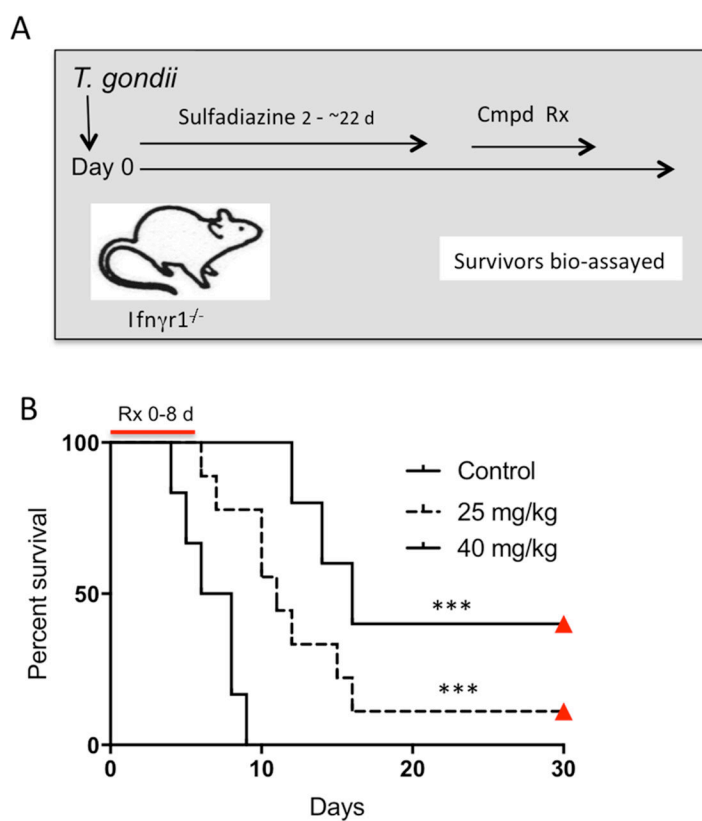 A
T. gondii
Sulfadiazine 2 - ~22 d
Cmpd Rx
Day 0
Survivors bio-assayed
Ifnγr1-/-
B
Rx 0-8 d
100
Control
25 mg/kg
40 mg/kg
Percent survival
50
***
***
0
0 10 20 30
Days